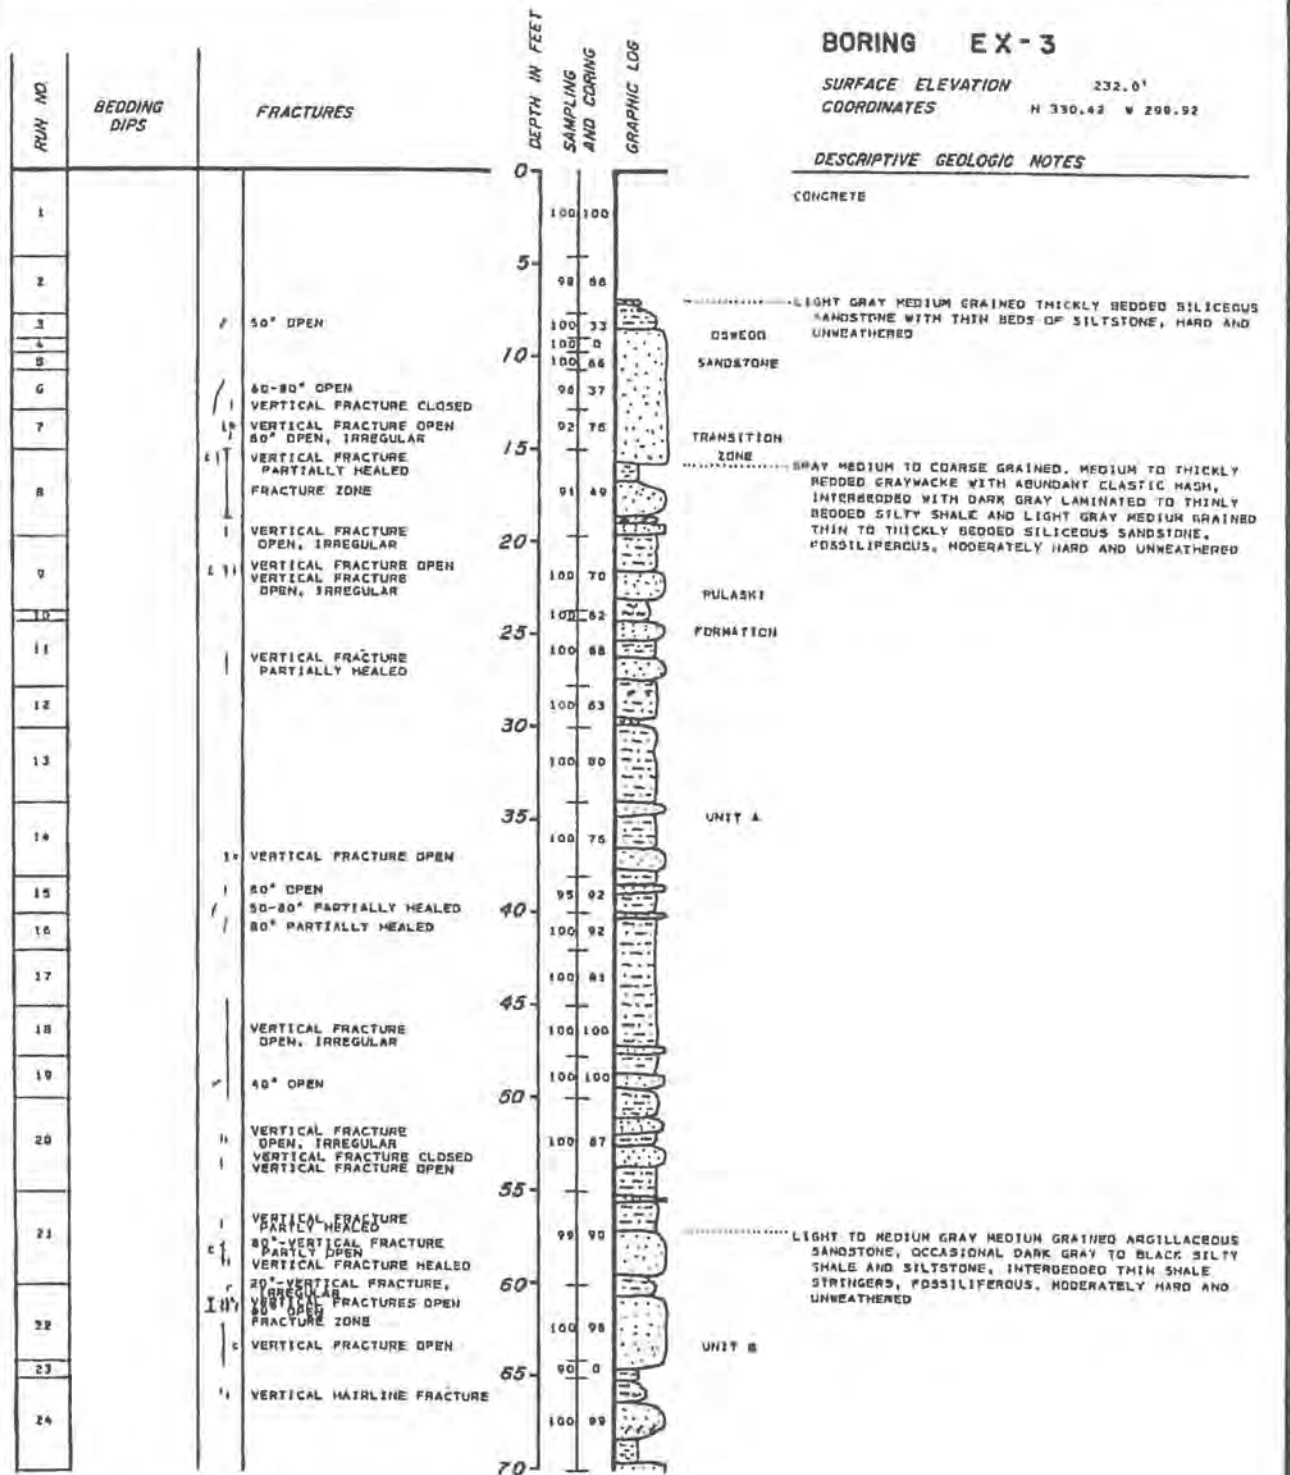 BORING EX-3
SURFACE ELEVATION 232.0'
COORDINATES N 330.42 W 298.92
RUN NO.
BEDDING
DIPS
FRACTURES
DEPTH IN FEET
SAMPLING
AND CORING
GRAPHIC LOG
DESCRIPTIVE GEOLOGIC NOTES
0
CONCRETE
1
100 100
5
2
98
LIGHT GRAY MEDIUM GRAINED THICKLY BEDDED SILICEOUS
SANDSTONE WITH THIN BEDS OF SILTSTONE, HARD AND
UNWEATHERED
3
50° OPEN
100 33
OSWEGO
4
100 0
5
10
100 66
SANDSTONE
6
60-80° OPEN
98 37
VERTICAL FRACTURE CLOSED
7
VERTICAL FRACTURE OPEN
92 75
80° OPEN, IRREGULAR
15
TRANSITION
ZONE
VERTICAL FRACTURE
PARTIALLY HEALED
GRAY MEDIUM TO COARSE GRAINED, MEDIUM TO THICKLY
BEDDED GRAYWACKE WITH ABUNDANT CLASTIC HASH,
INTERBEDDED WITH DARK GRAY LAMINATED TO THINLY
BEDDED SILTY SHALE AND LIGHT GRAY MEDIUM GRAINED
THIN TO THICKLY BEDDED SILICEOUS SANDSTONE,
FOSSILIFEROUS, MODERATELY HARD AND UNWEATHERED
8
FRACTURE ZONE
91 49
VERTICAL FRACTURE
OPEN, IRREGULAR
20
9
VERTICAL FRACTURE OPEN
VERTICAL FRACTURE
OPEN, IRREGULAR
100 70
PULASKI
10
100 62
25
FORMATION
11
100 68
VERTICAL FRACTURE
PARTIALLY HEALED
12
100 63
30
13
100 80
35
UNIT A
14
100 75
VERTICAL FRACTURE OPEN
15
80° OPEN
95 92
50-80° PARTIALLY HEALED
40
16
80° PARTIALLY HEALED
100 92
17
100 81
45
18
VERTICAL FRACTURE
OPEN, IRREGULAR
100 100
19
40° OPEN
100 100
50
20
VERTICAL FRACTURE
OPEN, IRREGULAR
100 87
VERTICAL FRACTURE CLOSED
VERTICAL FRACTURE OPEN
55
21
VERTICAL FRACTURE
PARTLY HEALED
99 90
80°-VERTICAL FRACTURE
PARTLY OPEN
VERTICAL FRACTURE HEALED
LIGHT TO MEDIUM GRAY MEDIUM GRAINED ARGILLACEOUS
SANDSTONE, OCCASIONAL DARK GRAY TO BLACK SILTY
SHALE AND SILTSTONE, INTERBEDDED THIN SHALE
STRINGERS, FOSSILIFEROUS, MODERATELY HARD AND
UNWEATHERED
60
20°-VERTICAL FRACTURE,
IRREGULAR
VERTICAL FRACTURES OPEN
OPEN
FRACTURE ZONE
22
100 98
VERTICAL FRACTURE OPEN
UNIT B
23
90 0
65
VERTICAL HAIRLINE FRACTURE
24
100 99
70